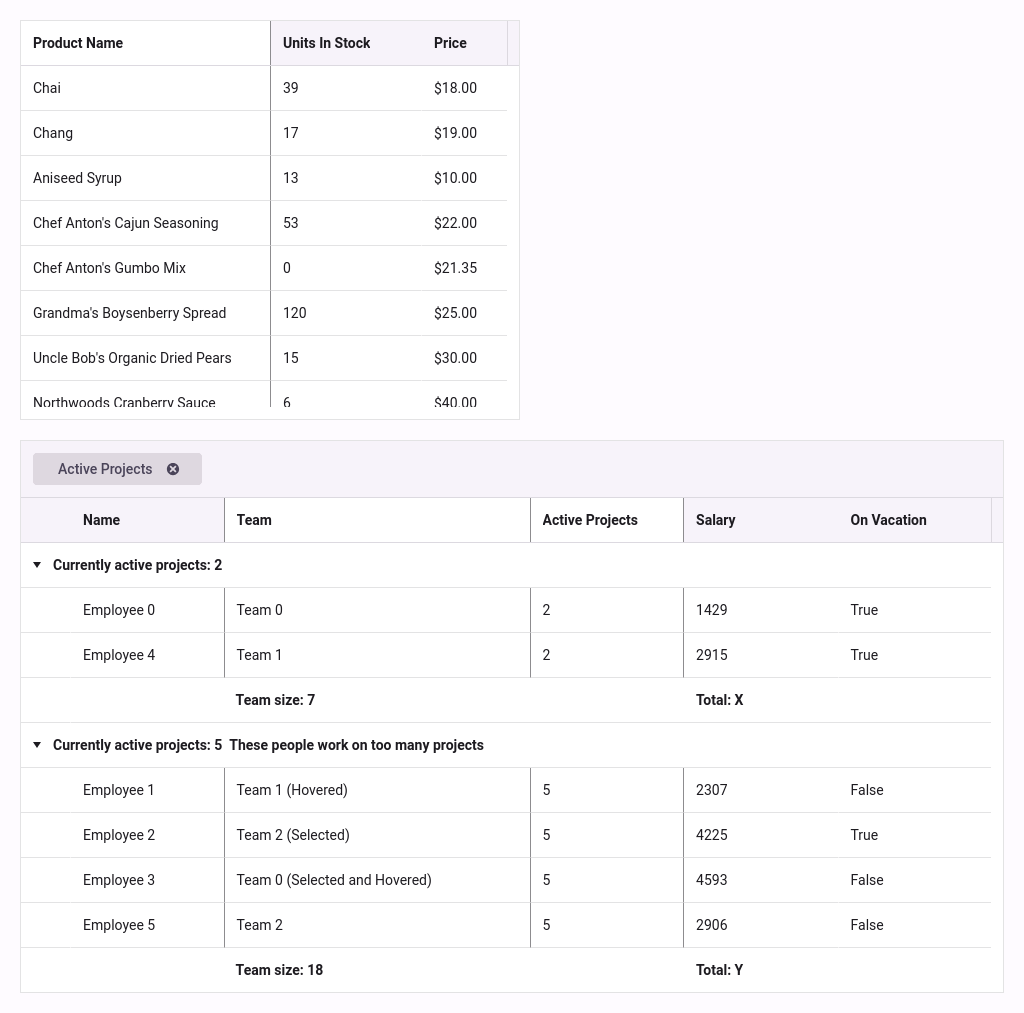 Product Name Units In Stock Price
Chai 39 $18.00
Chang 17 $19.00
Aniseed Syrup 13 $10.00
Chef Anton's Cajun Seasoning 53 $22.00
Chef Anton's Gumbo Mix 0 $21.35
Grandma's Boysenberry Spread 120 $25.00
Uncle Bob's Organic Dried Pears 15 $30.00
Northwoods Cranberry Sauce 6 $40.00
Active Projects
Name Team Active Projects Salary On Vacation
Currently active projects: 2
Employee 0 Team 0 2 1429 True
Employee 4 Team 1 2 2915 True
Team size: 7 Total: X
Currently active projects: 5 These people work on too many projects
Employee 1 Team 1 (Hovered) 5 2307 False
Employee 2 Team 2 (Selected) 5 4225 True
Employee 3 Team 0 (Selected and Hovered) 5 4593 False
Employee 5 Team 2 5 2906 False
Team size: 18 Total: Y